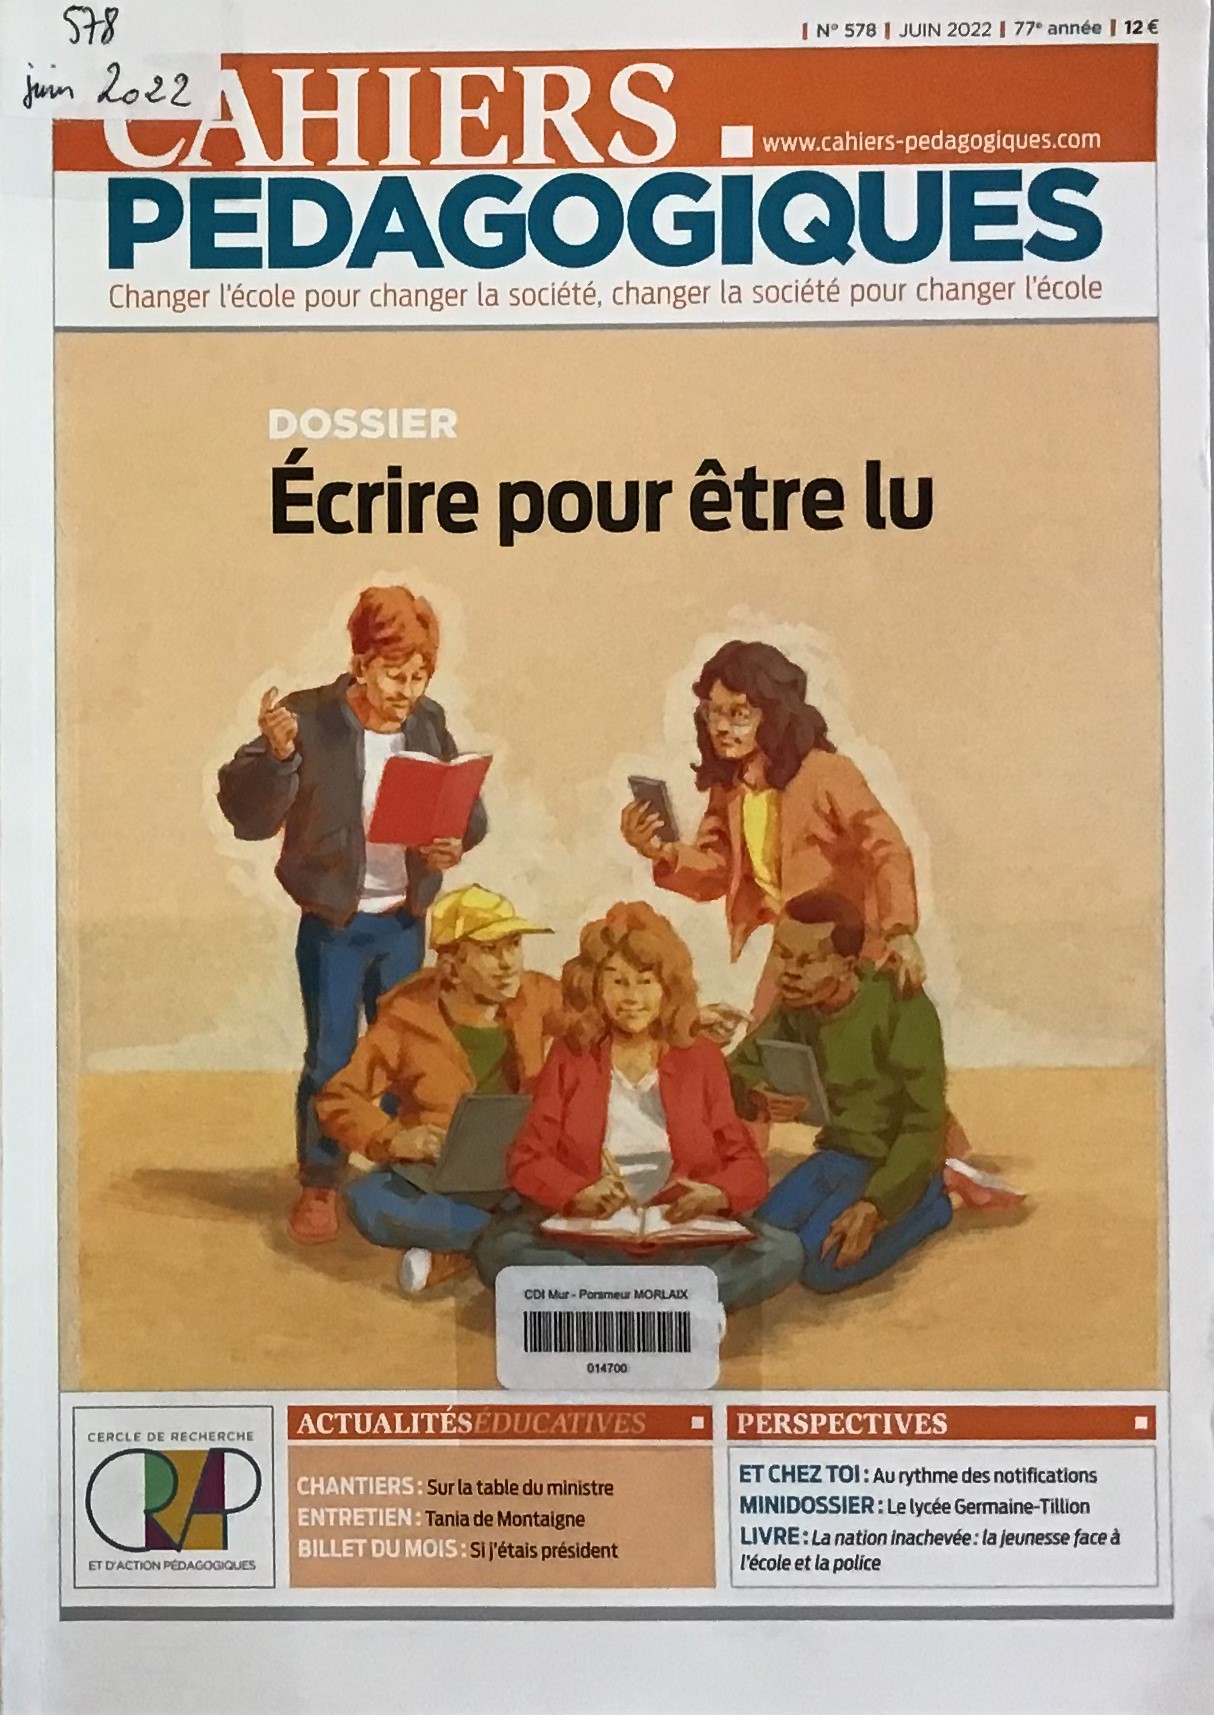 578
juin 2022
| N° 578 | JUIN 2022 | 77e année | 12 €
CAHIERS
www.cahiers-pedagogiques.com
PEDAGOGIQUES
Changer l'école pour changer la société, changer la société pour changer l'école
DOSSIER
Écrire pour être lu
CDI Mur - Porsmeur MORLAIX
014700
CERCLE DE RECHERCHE
CRAP
ET D'ACTION PÉDAGOGIQUES
ACTUALITÉS ÉDUCATIVES
CHANTIERS : Sur la table du ministre
ENTRETIEN : Tania de Montaigne
BILLET DU MOIS : Si j'étais président
PERSPECTIVES
ET CHEZ TOI : Au rythme des notifications
MINIDOSSIER : Le lycée Germaine-Tillion
LIVRE : La nation inachevée : la jeunesse face à
l'école et la police